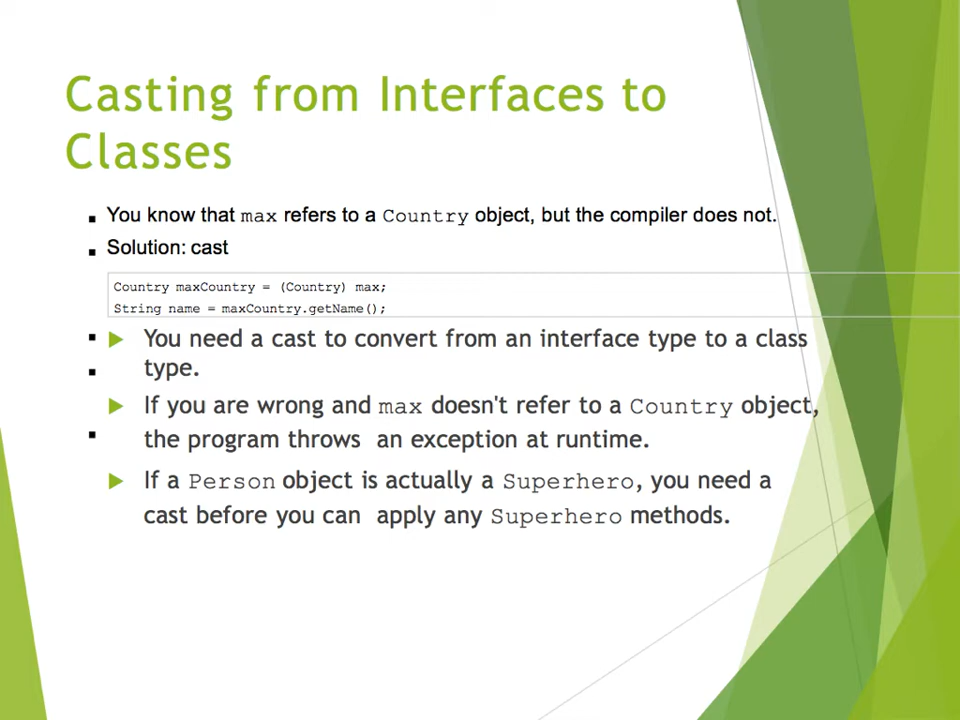 Casting from Interfaces to
Classes
▪ You know that max refers to a Country object, but the compiler does not.
▪ Solution: cast
Country maxCountry = (Country) max;
String name = maxCountry.getName();
You need a cast to convert from an interface type to a class
type.
If you are wrong and max doesn't refer to a Country object,
the program throws an exception at runtime.
If a Person object is actually a Superhero, you need a
cast before you can apply any Superhero methods.